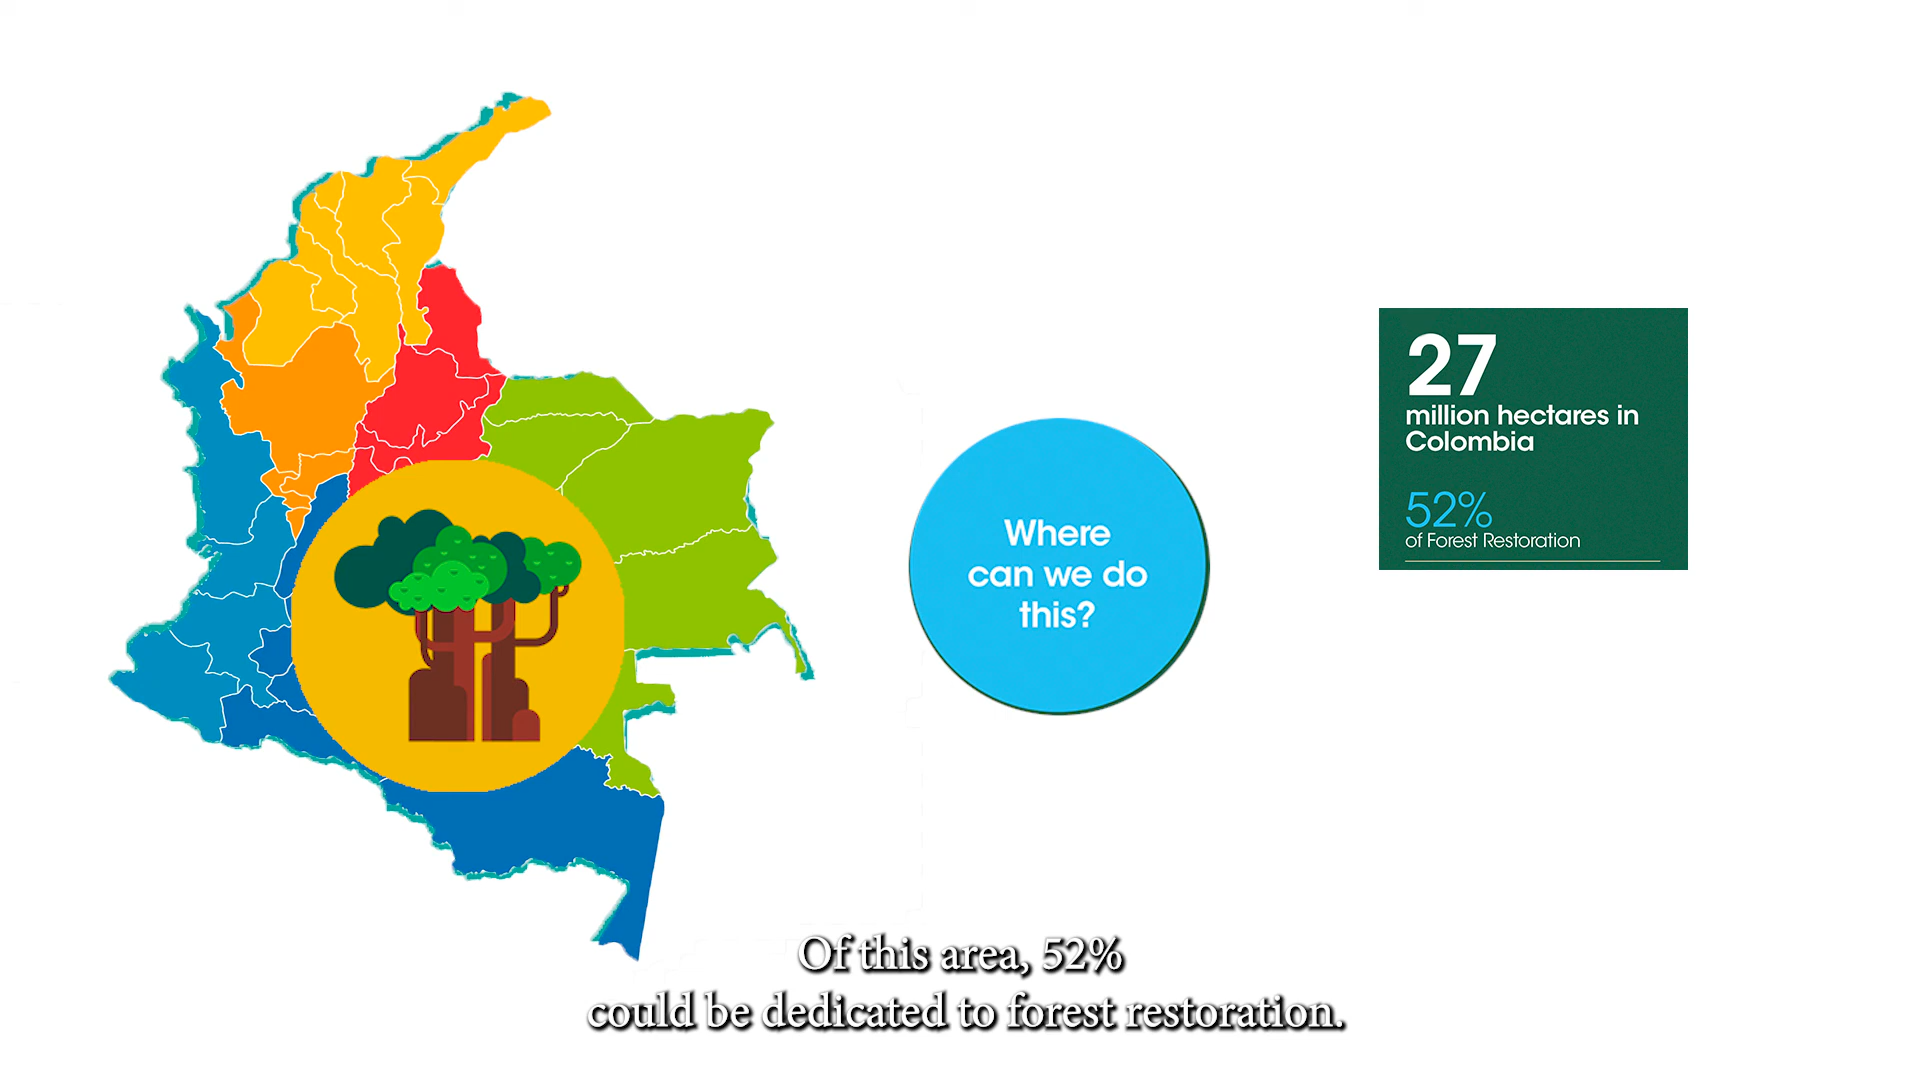 Where
can we do
this?
27
million hectares in
Colombia
52%
of Forest Restoration
Of this area, 52%
could be dedicated to forest restoration.